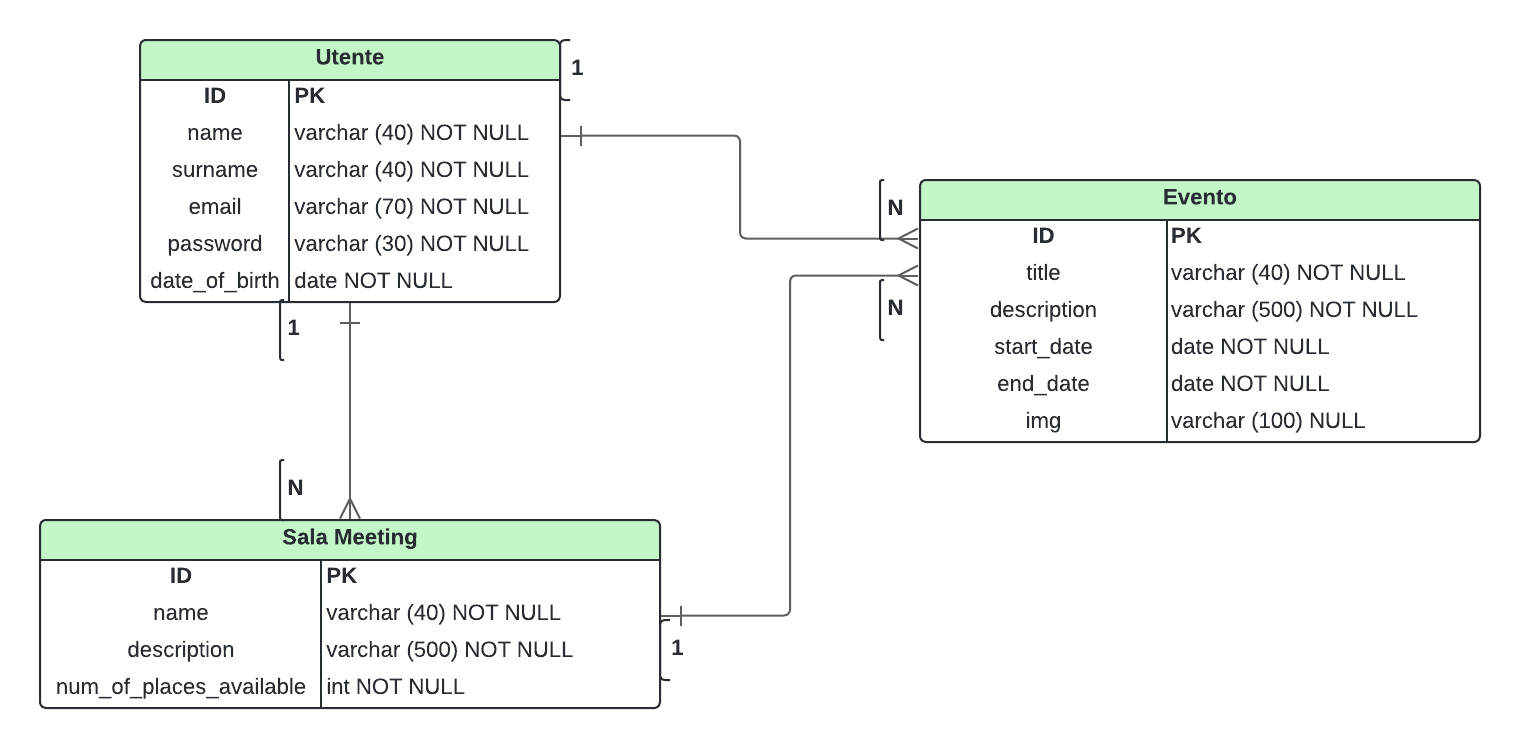 Utente
1
ID PK
name varchar (40) NOT NULL
surname varchar (40) NOT NULL
email varchar (70) NOT NULL
password varchar (30) NOT NULL
date_of_birth date NOT NULL
1
N
Evento
ID PK
title varchar (40) NOT NULL
description varchar (500) NOT NULL
start_date date NOT NULL
end_date date NOT NULL
img varchar (100) NULL
N
N
Sala Meeting
ID PK
name varchar (40) NOT NULL
description varchar (500) NOT NULL
num_of_places_available int NOT NULL
1